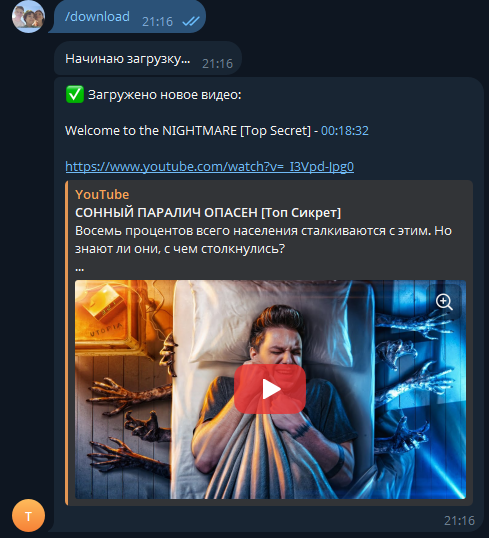 /download 21:16
Начинаю загрузку... 21:16
✅ Загружено новое видео:
Welcome to the NIGHTMARE [Top Secret] - 00:18:32
https://www.youtube.com/watch?v=_I3Vpd-Jpg0
YouTube
СОННЫЙ ПАРАЛИЧ ОПАСЕН [Топ Сикрет]
Восемь процентов всего населения сталкиваются с этим. Но
знают ли они, с чем столкнулись?
...
UTOPIA
T
21:16